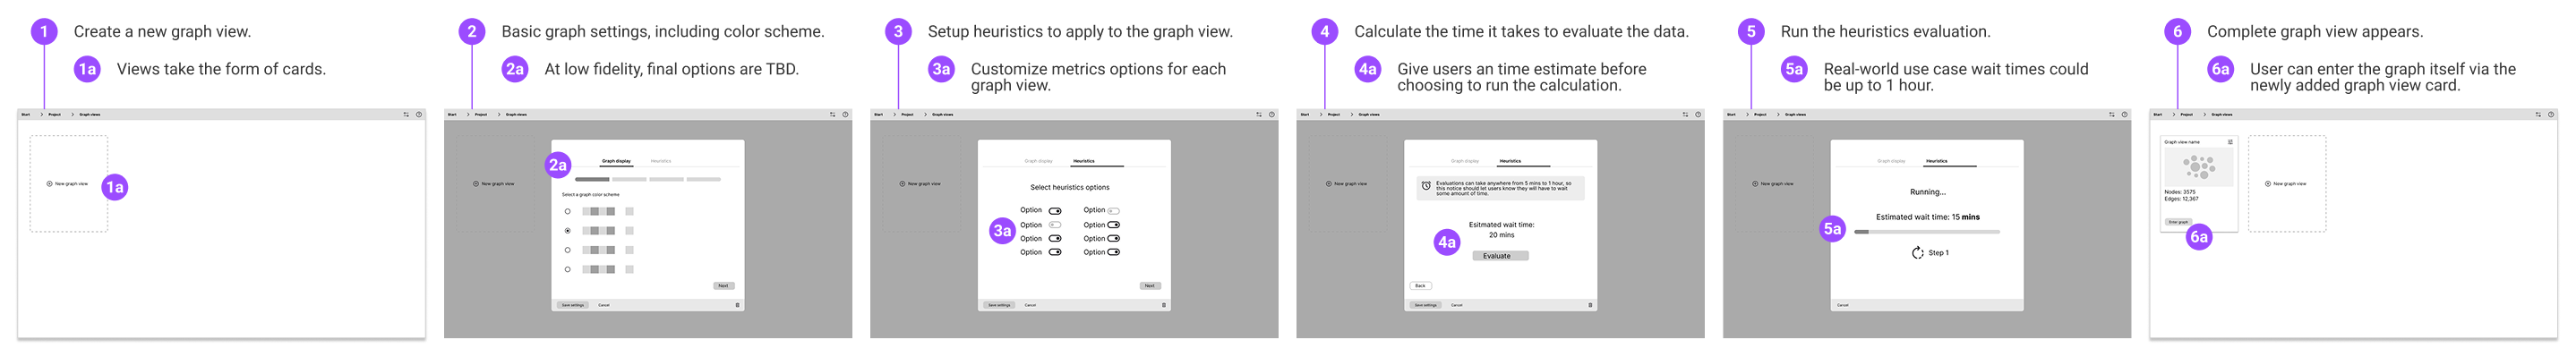 1 Create a new graph view.
1a Views take the form of cards.
Start > Project > Graph views
New graph view
1a
2 Basic graph settings, including color scheme.
2a At low fidelity, final options are TBD.
Start > Project > Graph views
New graph view
2a
Graph display Heuristics
Select a graph color scheme
Next
Save settings Cancel
3 Setup heuristics to apply to the graph view.
3a Customize metrics options for each
graph view.
Start > Project > Graph views
New graph view
Graph display Heuristics
Select heuristics options
Option Option
3a
Option Option
Option Option
Option Option
Next
Save settings Cancel
4 Calculate the time it takes to evaluate the data.
4a Give users an time estimate before
choosing to run the calculation.
Start > Project > Graph views
New graph view
Graph display Heuristics
Evaluations can take anywhere from 5 mins to 1 hour, so
this notice should let users know they will have to wait
some amount of time.
Esitmated wait time:
20 mins
4a
Evaluate
Back
Save settings Cancel
5 Run the heuristics evaluation.
5a Real-world use case wait times could
be up to 1 hour.
Start > Project > Graph views
New graph view
Graph display Heuristics
Running...
Estimated wait time: 15 mins
5a
Step 1
Cancel
6 Complete graph view appears.
6a User can enter the graph itself via the
newly added graph view card.
Start > Project > Graph views
Graph view name
Nodes: 3575
Edges: 12,367
Enter graph
6a
New graph view